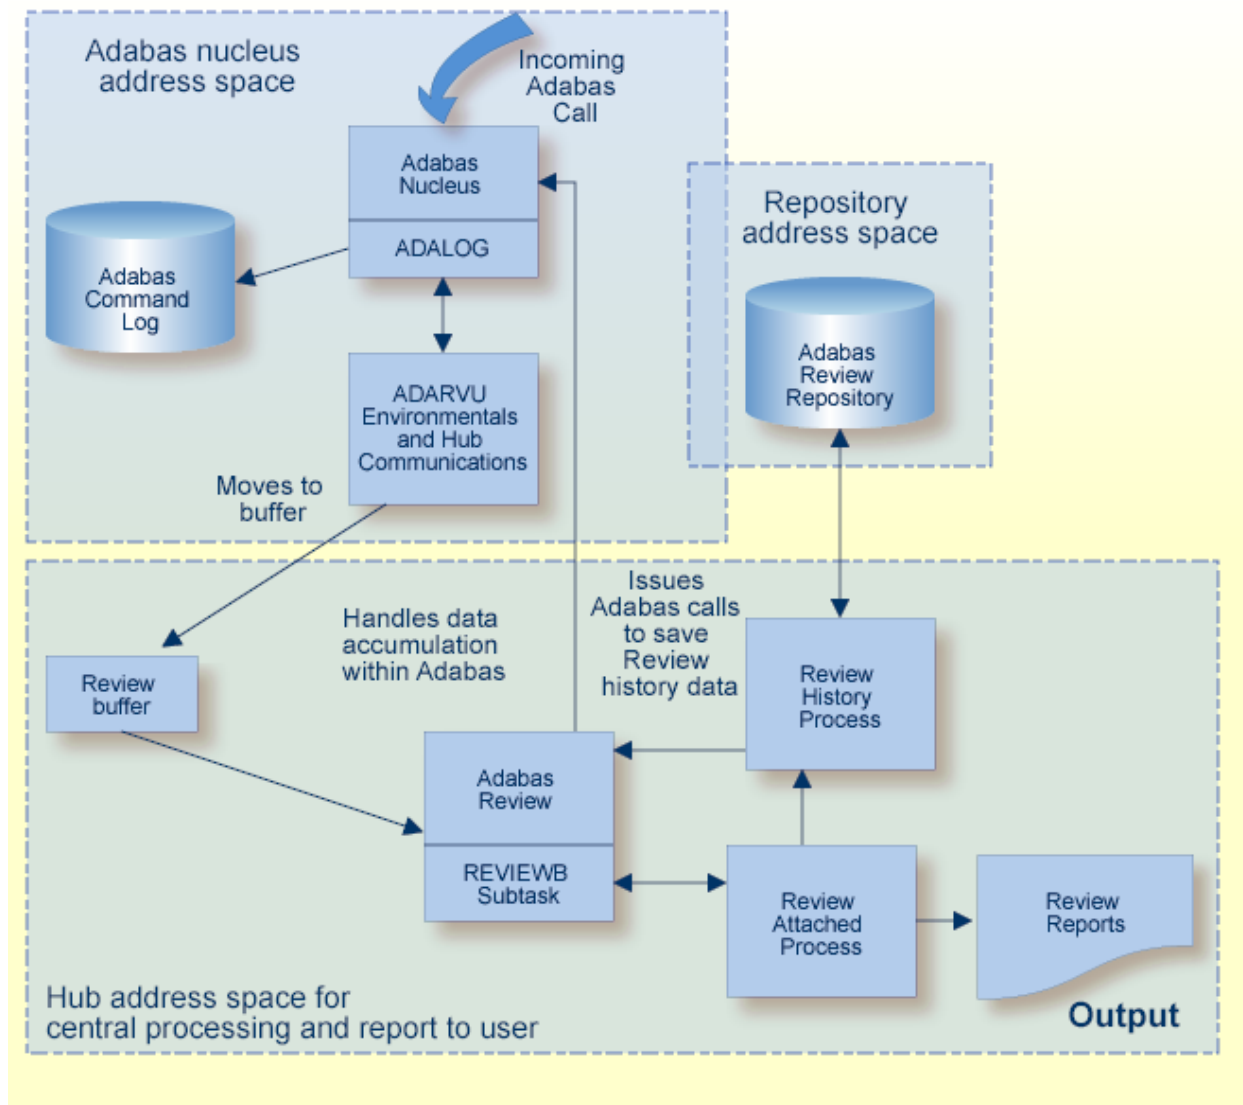 Adabas nucleus
address space
Incoming
Adabas
Call
Adabas
Nucleus
ADALOG
Adabas
Command
Log
Repository
address space
Adabas
Review
Repository
ADARVU
Environmentals
and Hub
Communications
Moves to
buffer
Handles data
accumulation
within Adabas
Issues
Adabas calls
to save
Review
history data
Review
History
Process
Review
buffer
Adabas
Review
REVIEWB
Subtask
Review
Attached
Process
Review
Reports
Hub address space for
central processing and report to user
Output